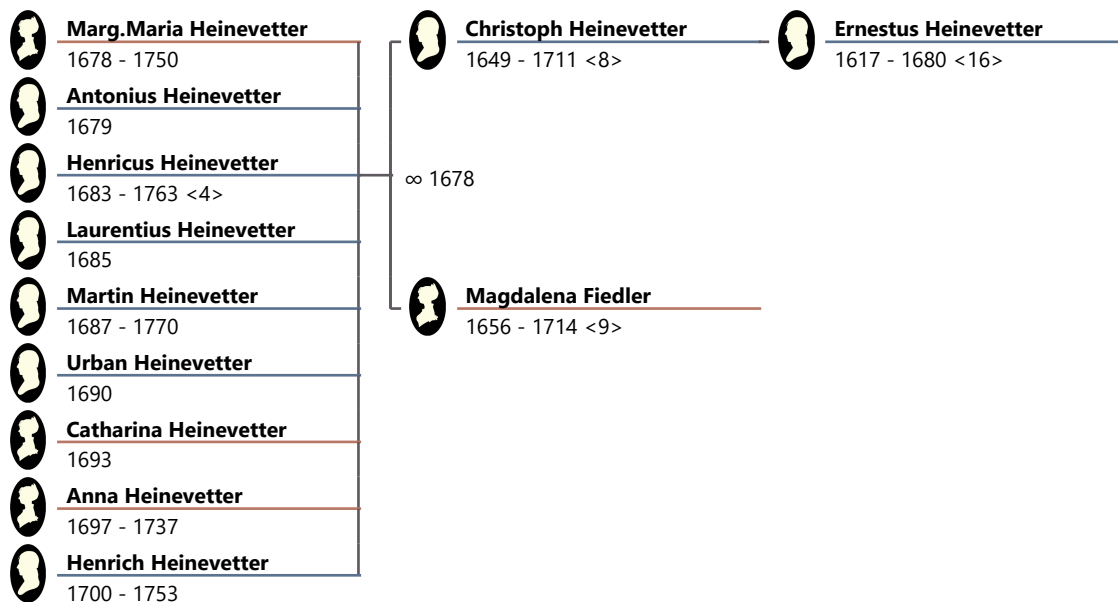 Marg.Maria Heinevetter
1678 - 1750
Antonius Heinevetter
1679
Henricus Heinevetter
1683 - 1763 <4>
Laurentius Heinevetter
1685
Martin Heinevetter
1687 - 1770
Urban Heinevetter
1690
Catharina Heinevetter
1693
Anna Heinevetter
1697 - 1737
Henrich Heinevetter
1700 - 1753
Christoph Heinevetter
1649 - 1711 <8>
∞ 1678
Magdalena Fiedler
1656 - 1714 <9>
Ernestus Heinevetter
1617 - 1680 <16>